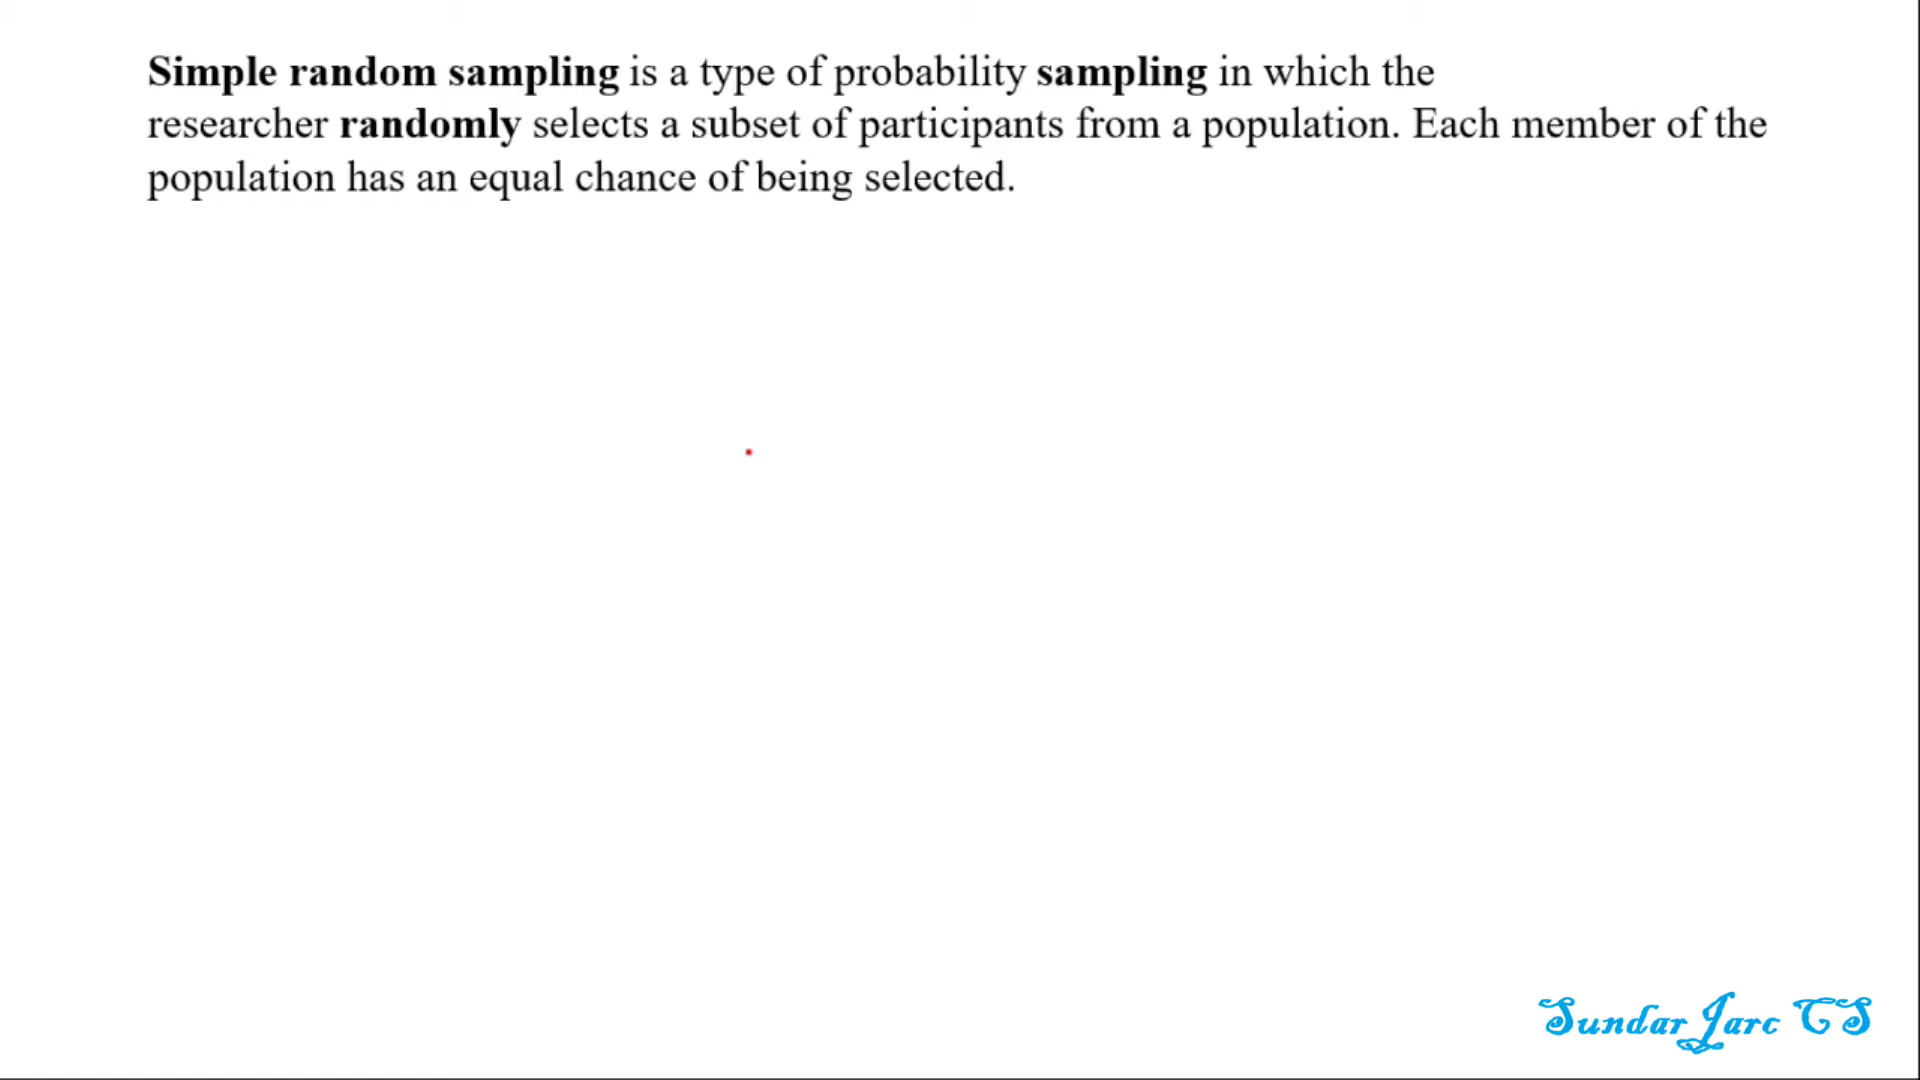 Simple random sampling is a type of probability sampling in which the
researcher randomly selects a subset of participants from a population. Each member of the
population has an equal chance of being selected.
Sundar Jarc CS